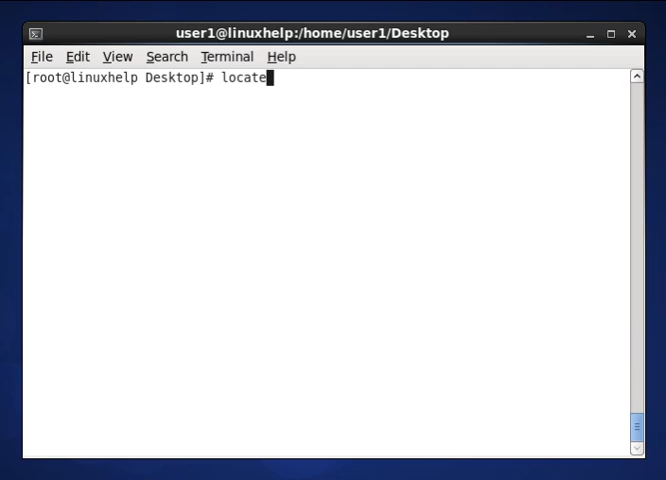 user1@linuxhelp:/home/user1/Desktop
File Edit View Search Terminal Help
[root@linuxhelp Desktop]# locate